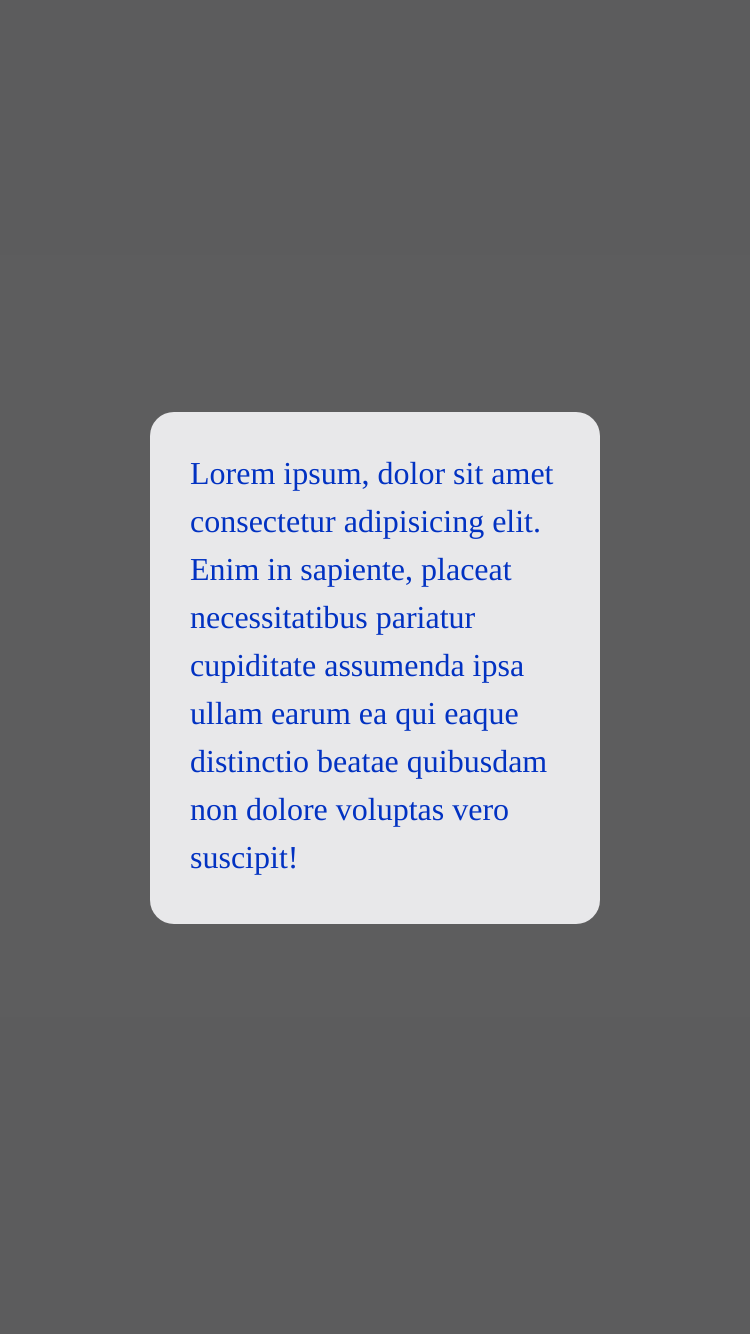 Lorem ipsum, dolor sit amet
consectetur adipisicing elit.
Enim in sapiente, placeat
necessitatibus pariatur
cupiditate assumenda ipsa
ullam earum ea qui eaque
distinctio beatae quibusdam
non dolore voluptas vero
suscipit!